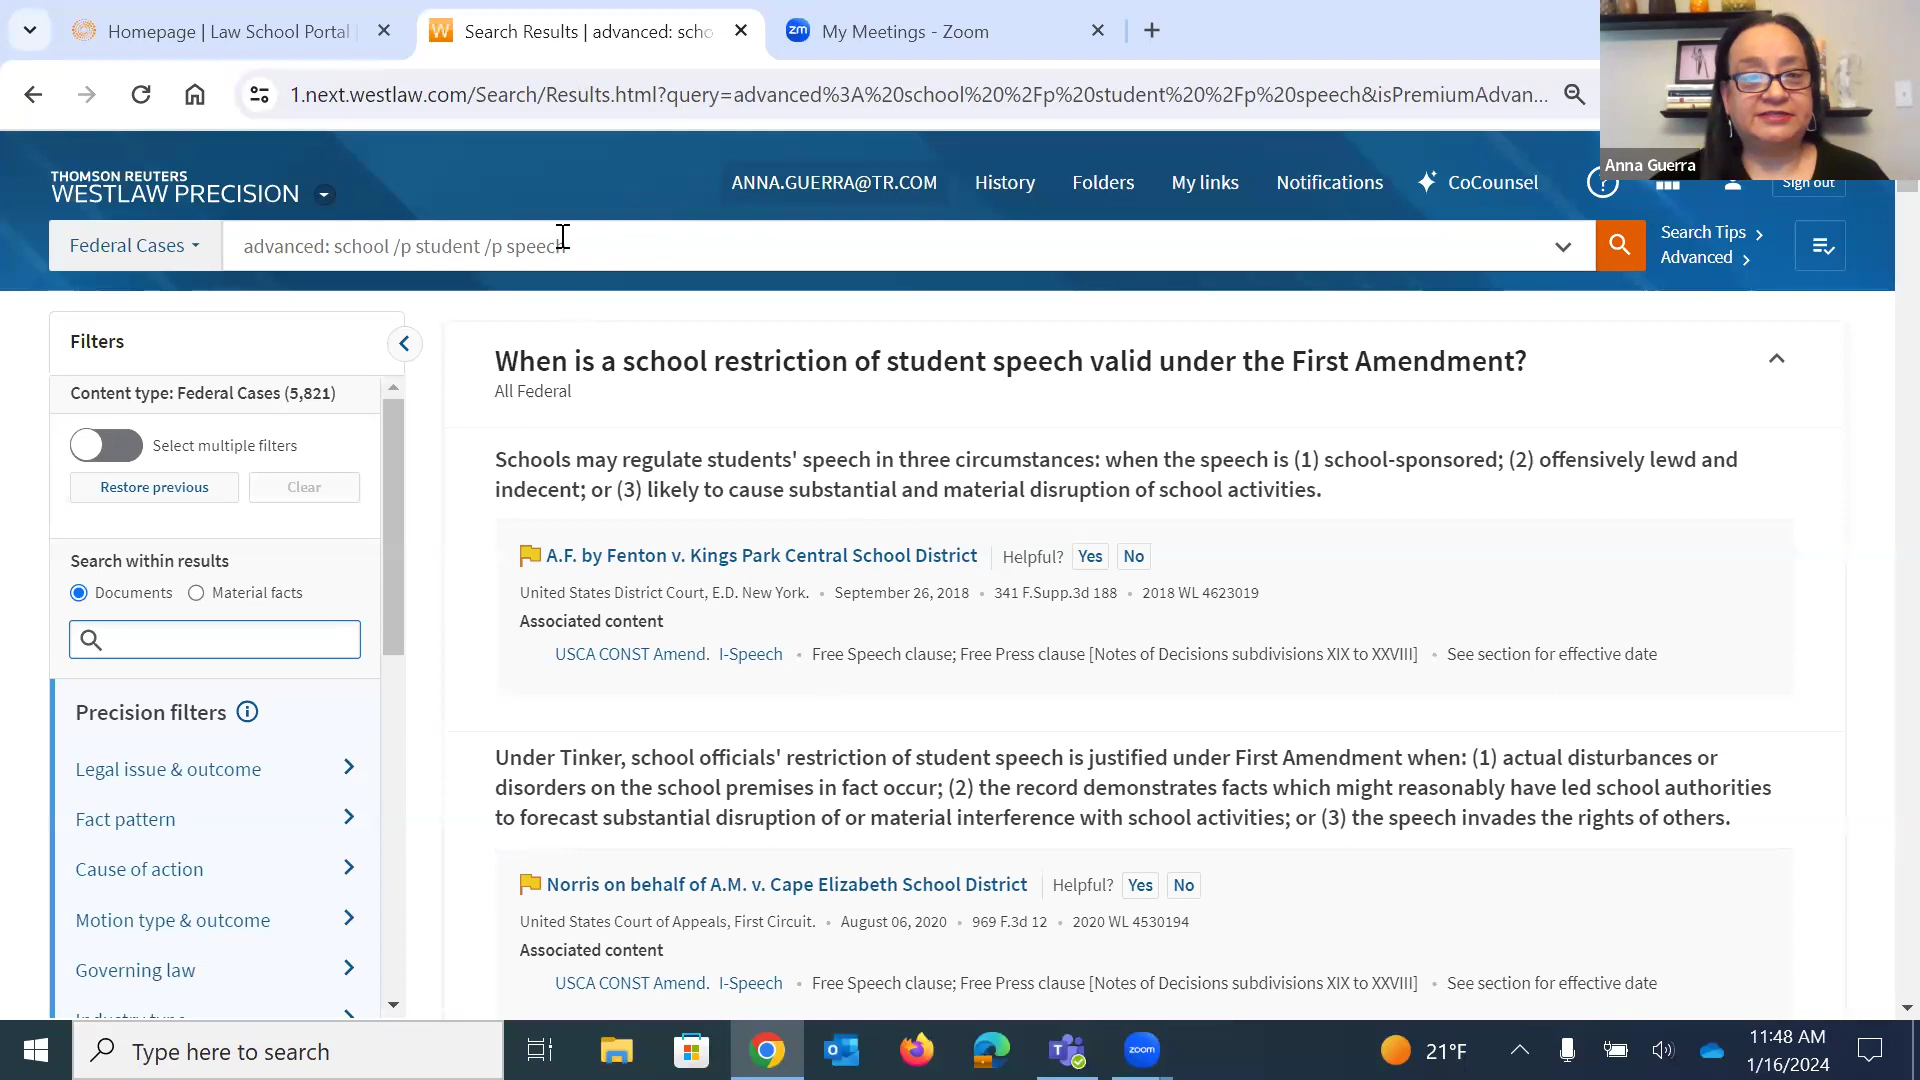 Homepage | Law School Portal
Search Results | advanced: scho
zm
My Meetings - Zoom
1.next.westlaw.com/Search/Results.html?query=advanced%3A%20school%20%2Fp%20student%20%2Fp%20speech&isPremiumAdvan...
Anna Guerra
THOMSON REUTERS
WESTLAW PRECISION
ANNA.GUERRA@TR.COM
History
Folders
My links
Notifications
CoCounsel
Sign out
Federal Cases
advanced: school /p student /p speech
Search Tips
Advanced
Filters
Content type: Federal Cases (5,821)
Select multiple filters
Restore previous
Clear
Search within results
Documents
Material facts
Precision filters
Legal issue & outcome
Fact pattern
Cause of action
Motion type & outcome
Governing law
Industry type
When is a school restriction of student speech valid under the First Amendment?
All Federal
Schools may regulate students' speech in three circumstances: when the speech is (1) school-sponsored; (2) offensively lewd and
indecent; or (3) likely to cause substantial and material disruption of school activities.
A.F. by Fenton v. Kings Park Central School District
Helpful? Yes No
United States District Court, E.D. New York. • September 26, 2018 • 341 F.Supp.3d 188 • 2018 WL 4623019
Associated content
USCA CONST Amend. I-Speech • Free Speech clause; Free Press clause [Notes of Decisions subdivisions XIX to XXVIII] • See section for effective date
Under Tinker, school officials' restriction of student speech is justified under First Amendment when: (1) actual disturbances or
disorders on the school premises in fact occur; (2) the record demonstrates facts which might reasonably have led school authorities
to forecast substantial disruption of or material interference with school activities; or (3) the speech invades the rights of others.
Norris on behalf of A.M. v. Cape Elizabeth School District
Helpful? Yes No
United States Court of Appeals, First Circuit. • August 06, 2020 • 969 F.3d 12 • 2020 WL 4530194
Associated content
USCA CONST Amend. I-Speech • Free Speech clause; Free Press clause [Notes of Decisions subdivisions XIX to XXVIII] • See section for effective date
Type here to search
zoom
21°F
11:48 AM
1/16/2024